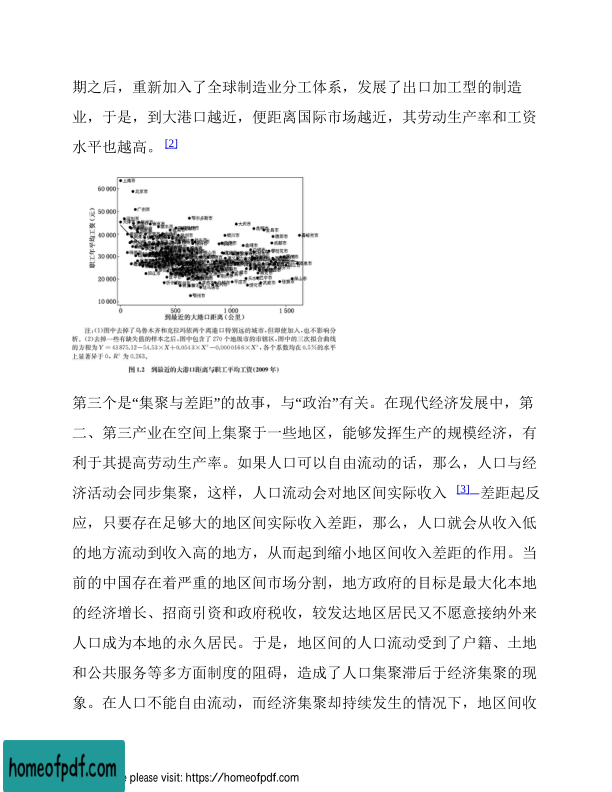 期之后，重新加入了全球制造业分工体系，发展了出口加工型的制造
业，于是，到大港口越近，便距离国际市场越近，其劳动生产率和工资
水平也越高。 [2]
60 000
50 000
40 000
30 000
20 000
10 000
职工年平均工资(元)
上海市
北京市
广州市
鄂尔多斯市
大庆市
0
500
1 000
1 500
到最近的大港口距离(公里)
注：(1)图中去掉了乌鲁木齐和克拉玛依两个离港口特别远的城市，但即使加入，也不影响分
析。(2)去掉一些有缺失值的样本之后，图中包含了270个地级市的市辖区。图中的三次拟合曲线
上显著异于0。R² 为 0.263。
图 1.2 到最近的大港口距离与职工平均工资(2009 年)
第三个是“集聚与差距”的故事，与“政治”有关。在现代经济发展中，第
二、第三产业在空间上集聚于一些地区，能够发挥生产的规模经济，有
利于其提高劳动生产率。如果人口可以自由流动的话，那么，人口与经
济活动会同步集聚，这样，人口流动会对地区间实际收入 [3] 差距起反
应，只要存在足够大的地区间实际收入差距，那么，人口就会从收入低
的地方流动到收入高的地方，从而起到缩小地区间收入差距的作用。当
前的中国存在着严重的地区间市场分割，地方政府的目标是最大化本地
的经济增长、招商引资和政府税收，较发达地区居民又不愿意接纳外来
人口成为本地的永久居民。于是，地区间的人口流动受到了户籍、土地
和公共服务等多方面制度的阻碍，造成了人口集聚滞后于经济集聚的现
象。在人口不能自由流动，而经济集聚却持续发生的情况下，地区间收
homeofpdf.com
e please visit: https://homeofpdf.com